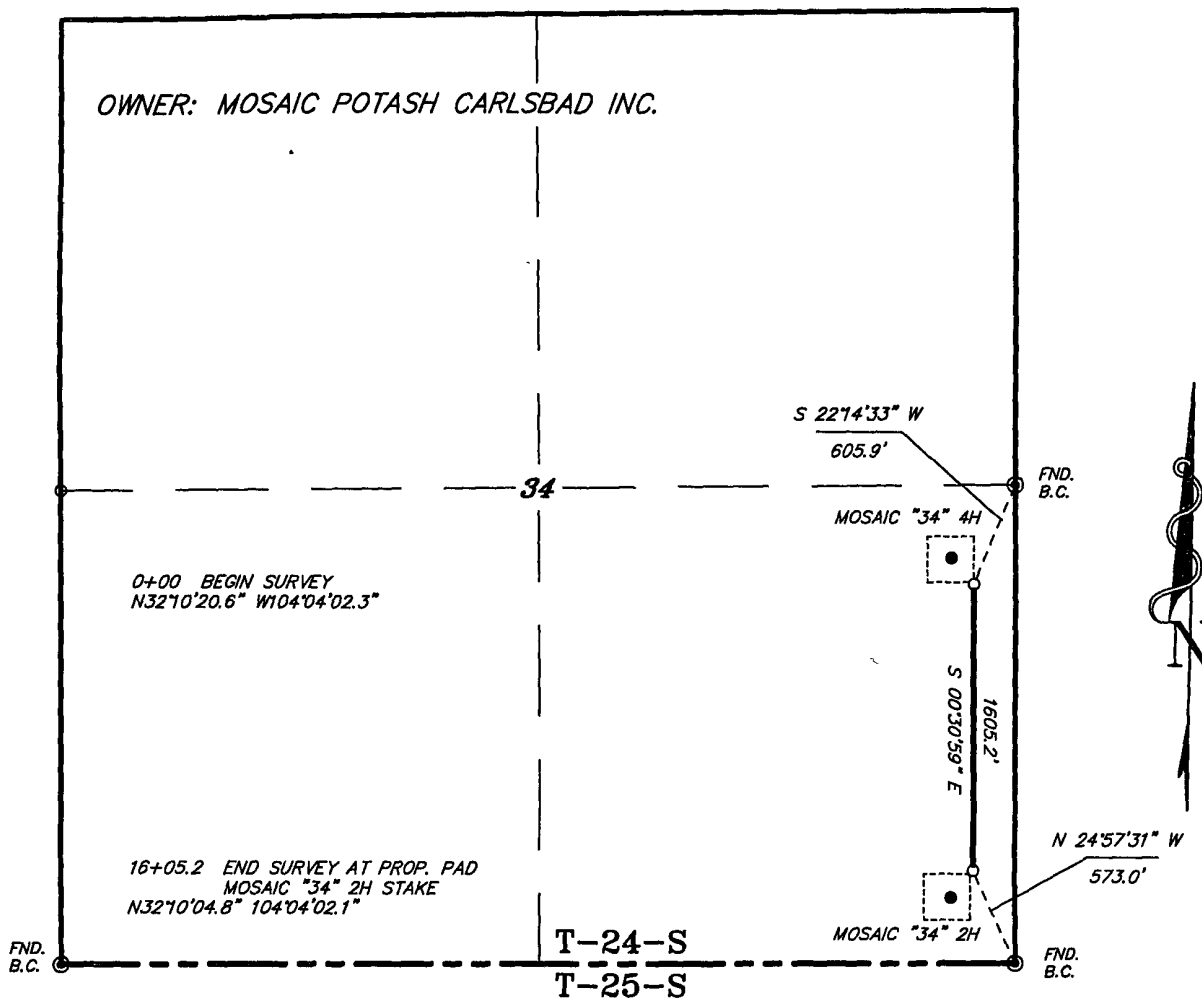 OWNER: MOSAIC POTASH CARLSBAD INC.
S 22°14'33" W
605.9'
FND.
B.C.
34
MOSAIC "34" 4H
0+00 BEGIN SURVEY
N32°10'20.6" W104°04'02.3"
1605.2'
S 00°30'59" E
N 24°57'31" W
573.0'
16+05.2 END SURVEY AT PROP. PAD
MOSAIC "34" 2H STAKE
N32°10'04.8" 104°04'02.1"
MOSAIC "34" 2H
FND.
B.C.
T-24-S
T-25-S
FND.
B.C.